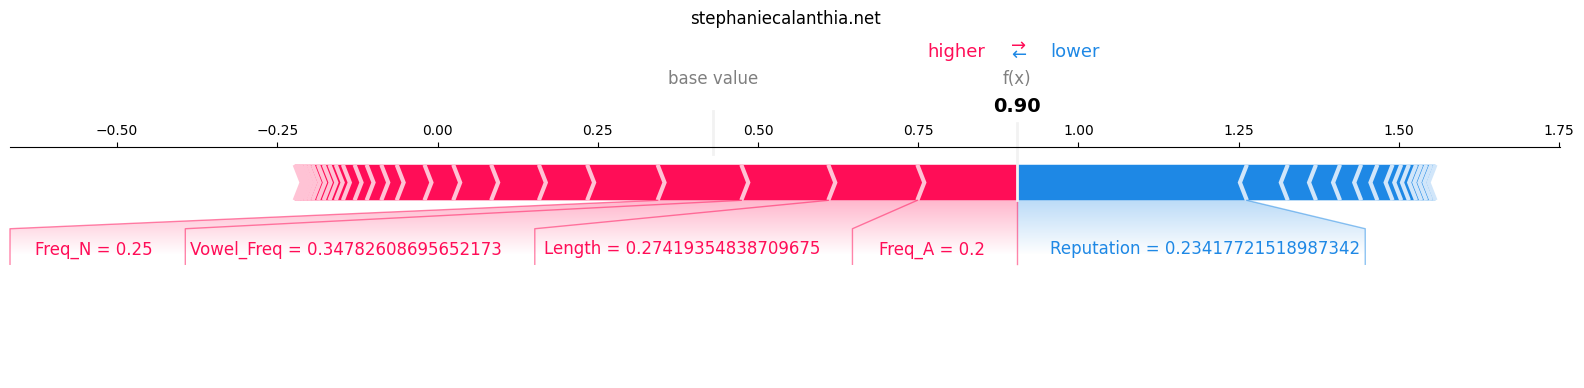 stephaniecalanthia.net
higher → ← lower
base value f(x)
0.90
−0.50 −0.25 0.00 0.25 0.50 0.75 1.00 1.25 1.50 1.75
Freq_N = 0.25 Vowel_Freq = 0.34782608695652173 Length = 0.27419354838709675 Freq_A = 0.2 Reputation = 0.23417721518987342